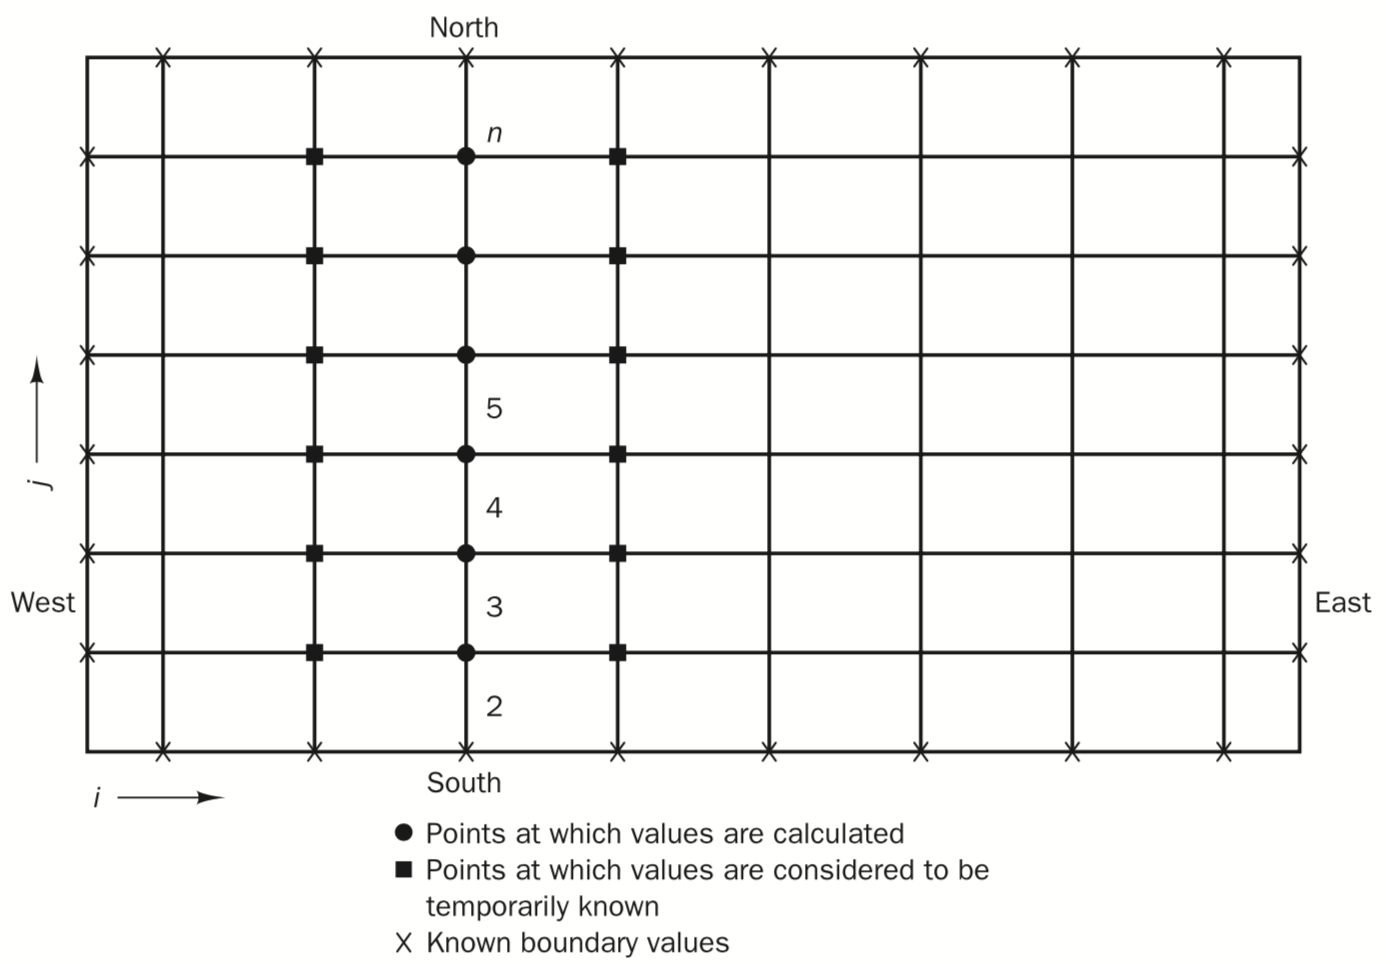 North
n
5
j
4
West
3
East
2
South
i
Points at which values are calculated
Points at which values are considered to be
temporarily known
Known boundary values